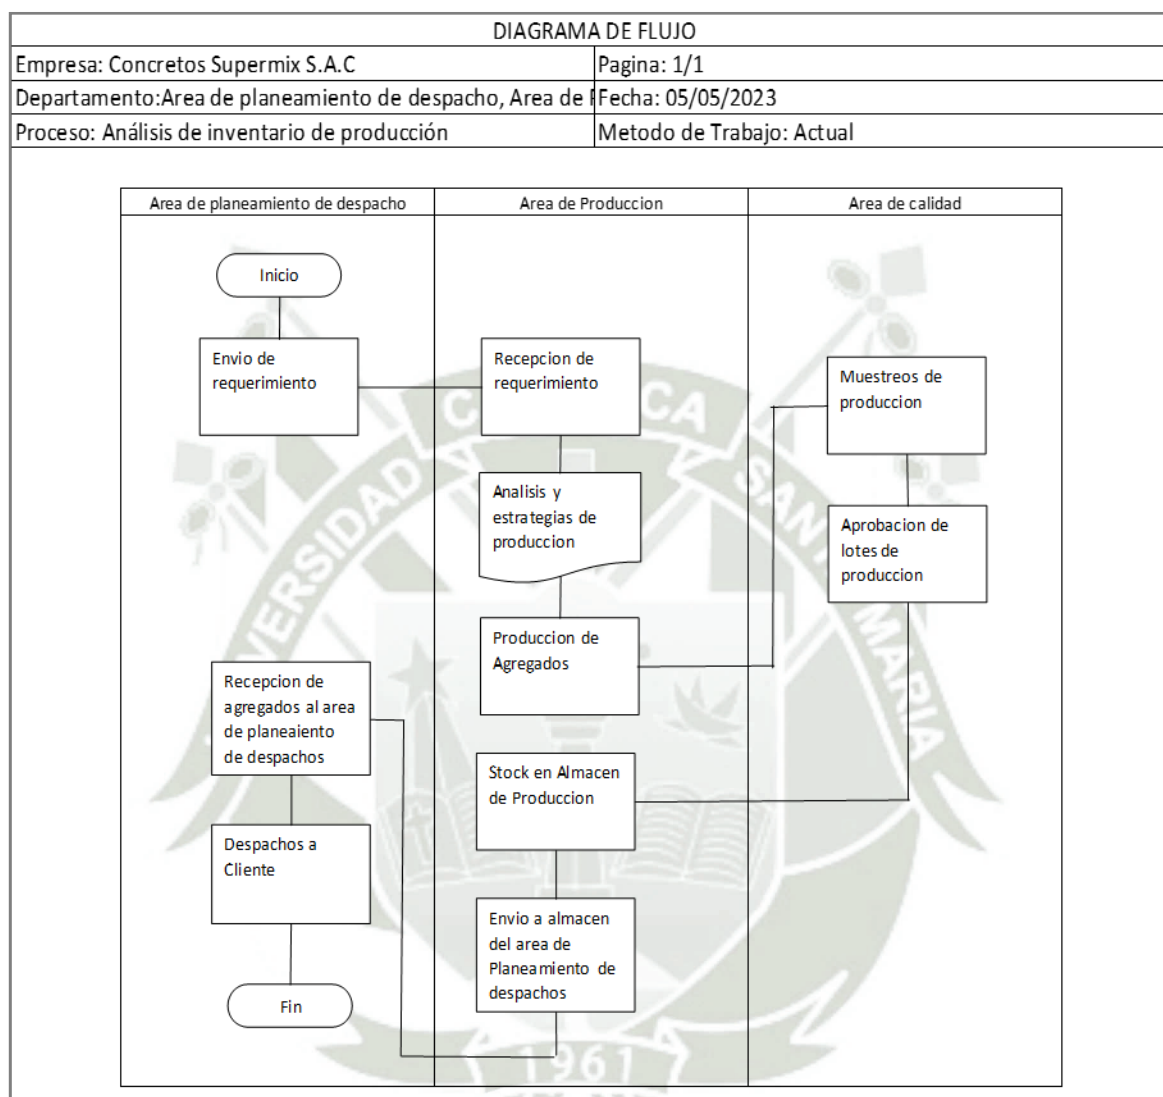 DIAGRAMA DE FLUJO
Empresa: Concretos Supermix S.A.C
Pagina: 1/1
Departamento:Area de planeamiento de despacho, Area de
Fecha: 05/05/2023
Proceso: Análisis de inventario de producción
Metodo de Trabajo: Actual
Area de planeamiento de despacho
Area de Produccion
Area de calidad
Inicio
Envio de
requerimiento
Recepcion de
requerimiento
Analisis y
estrategias de
produccion
Produccion de
Agregados
Muestreos de
produccion
Aprobacion de
lotes de
produccion
Stock en Almacen
de Produccion
Envio a almacen
del area de
Planeamiento de
despachos
Recepcion de
agregados al area
de planeaiento
de despachos
Despachos a
Cliente
Fin
1961